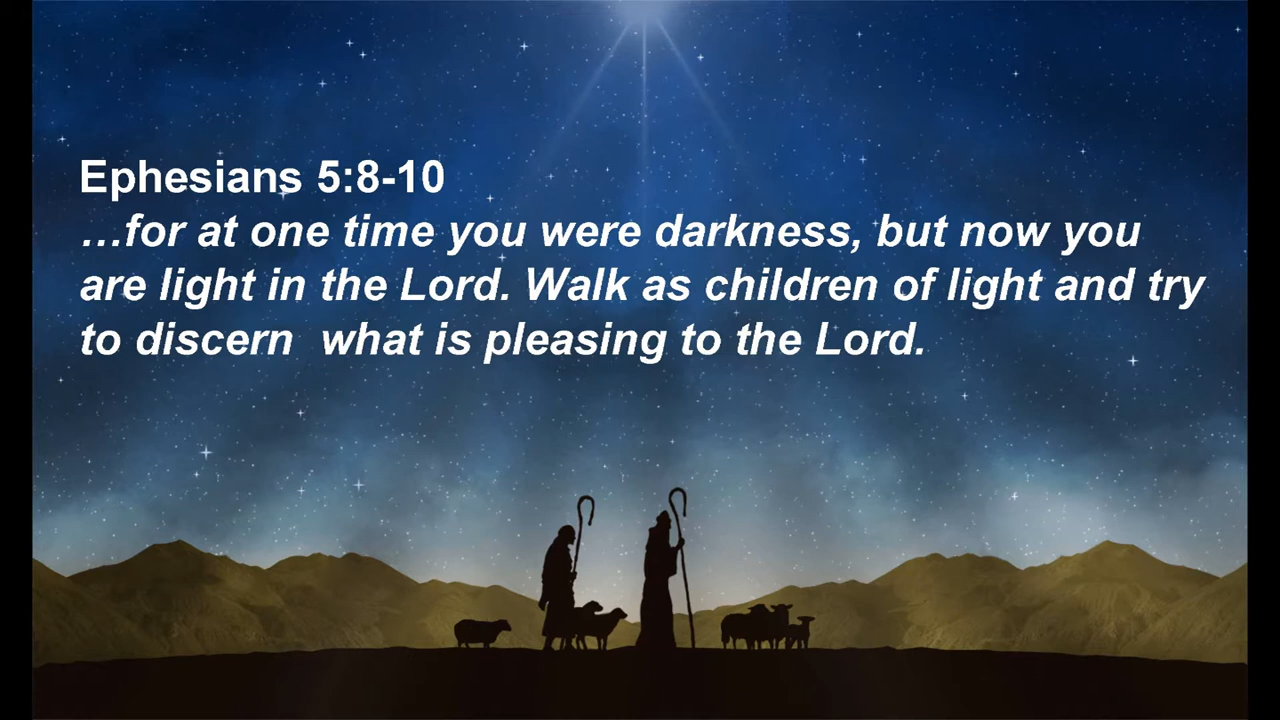 Ephesians 5:8-10
…for at one time you were darkness, but now you
are light in the Lord. Walk as children of light and try
to discern  what is pleasing to the Lord.